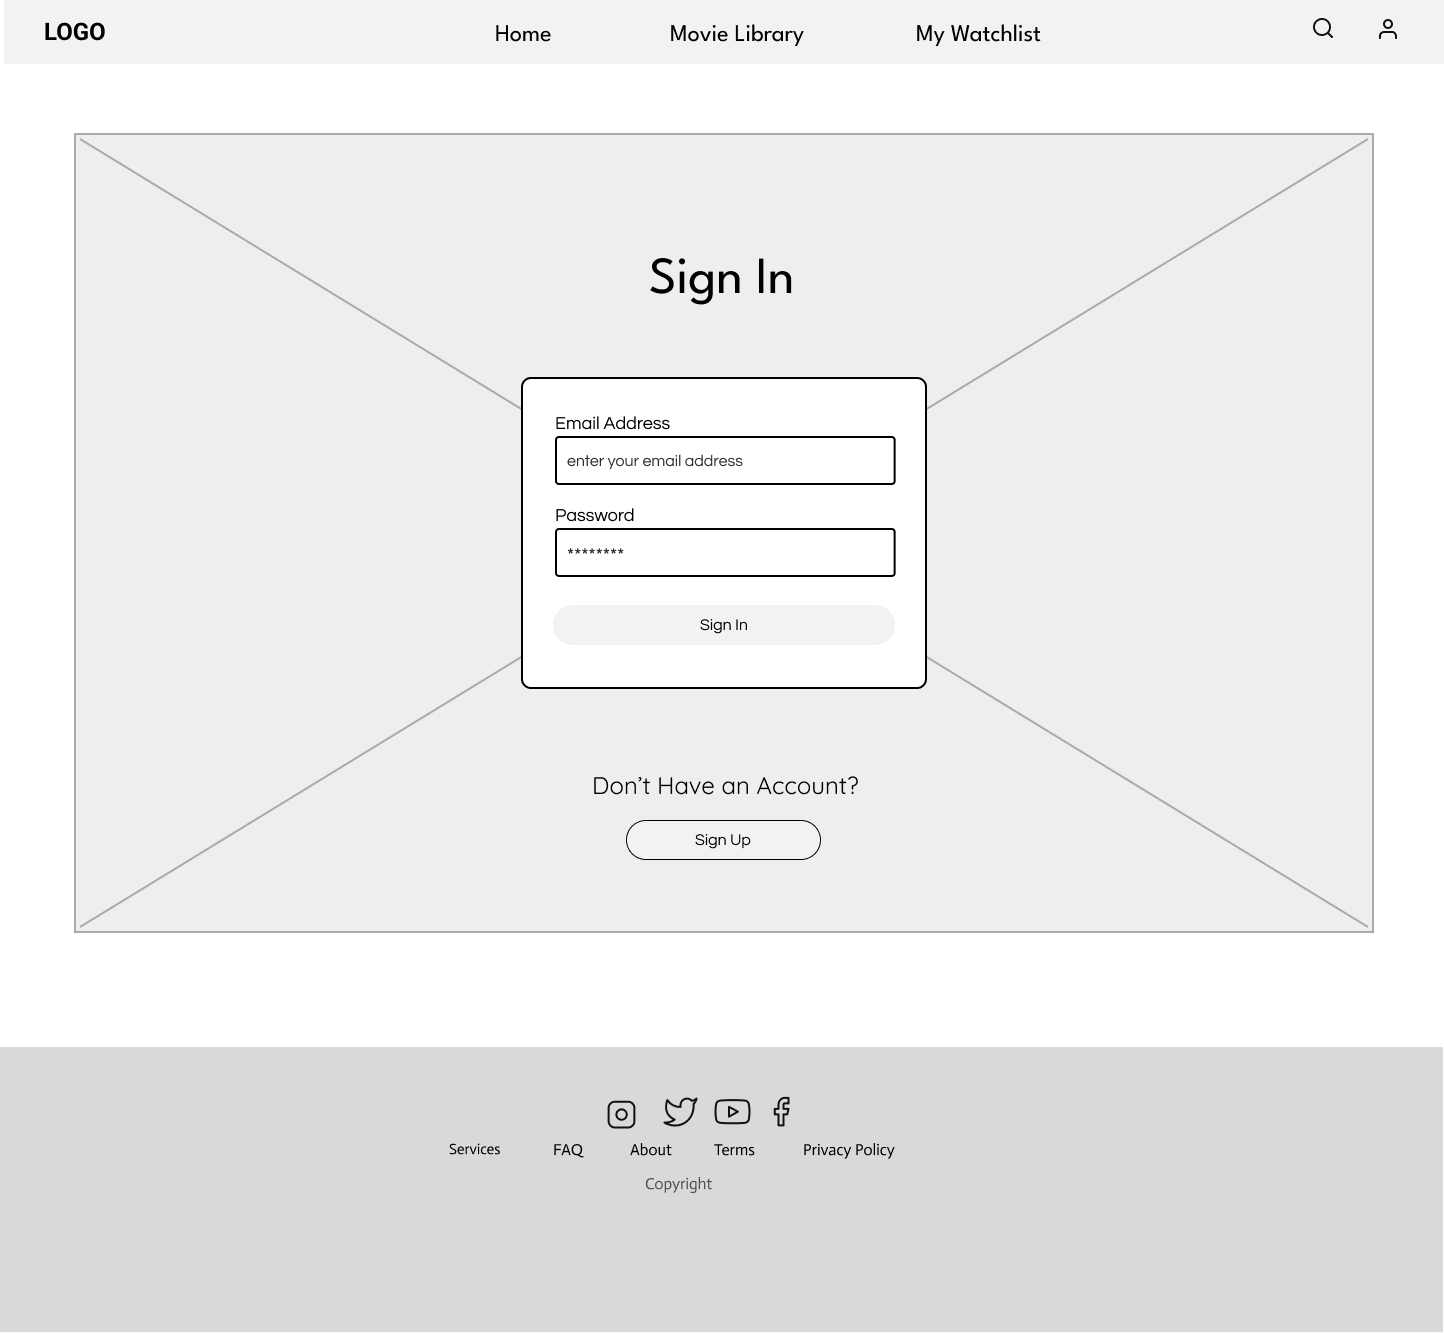 LOGO Home Movie Library My Watchlist
Sign In
Email Address
enter your email address
Password
********
Sign In
Don’t Have an Account?
Sign Up
Services FAQ About Terms Privacy Policy
Copyright